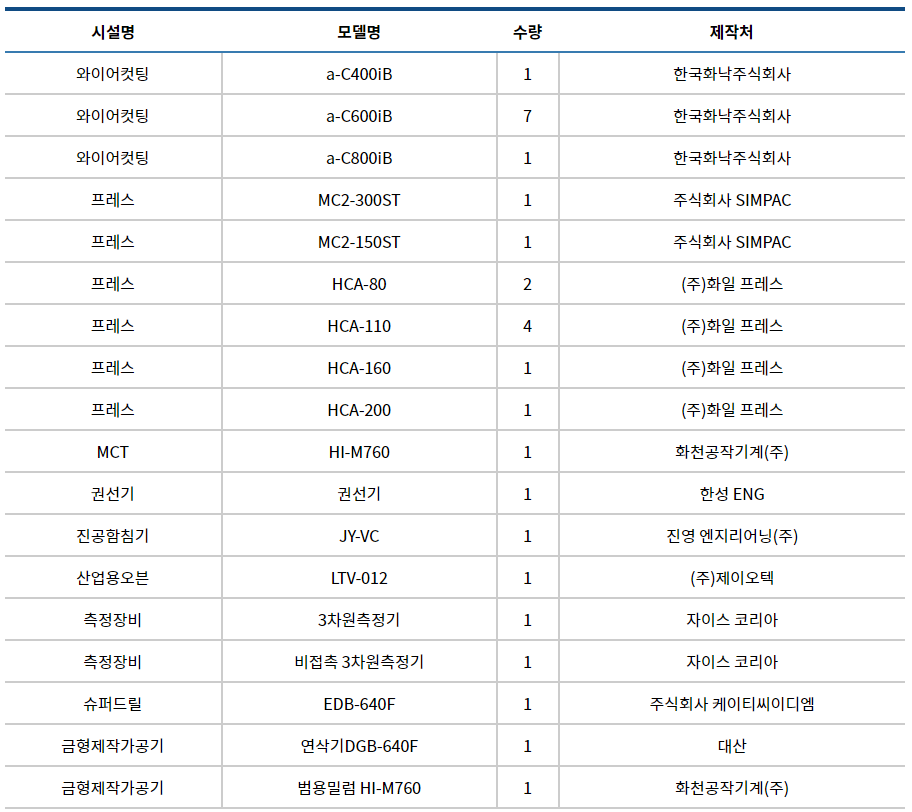 시설명 모델명 수량 제작처
와이어컷팅 a-C400iB 1 한국화낙주식회사
와이어컷팅 a-C600iB 7 한국화낙주식회사
와이어컷팅 a-C800iB 1 한국화낙주식회사
프레스 MC2-300ST 1 주식회사 SIMPAC
프레스 MC2-150ST 1 주식회사 SIMPAC
프레스 HCA-80 2 (주)화일 프레스
프레스 HCA-110 4 (주)화일 프레스
프레스 HCA-160 1 (주)화일 프레스
프레스 HCA-200 1 (주)화일 프레스
MCT HI-M760 1 화천공작기계(주)
권선기 권선기 1 한성 ENG
진공함침기 JY-VC 1 진영 엔지리어닝(주)
산업용오븐 LTV-012 1 (주)제이오텍
측정장비 3차원측정기 1 자이스 코리아
측정장비 비접촉 3차원측정기 1 자이스 코리아
슈퍼드릴 EDB-640F 1 주식회사 케이티씨이디엠
금형제작가공기 연삭기DGB-640F 1 대산
금형제작가공기 범용밀럼 HI-M760 1 화천공작기계(주)